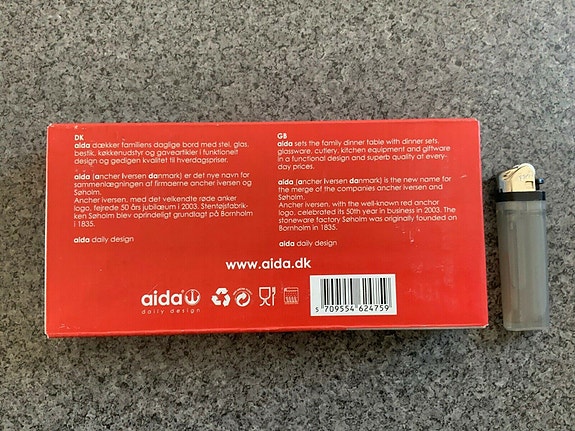 DK
aida dækker familiens daglige bord med stel, glas,
bestik, køkkenudstyr og gaveartikler i funktionelt
design og gedigen kvalitet til hverdagspriser.
aida (ancher iversen danmark) er det nye navn for
sammenlægningen af firmaerne ancher iversen og
Søholm.
Ancher iversen, med det velkendte røde anker
logo, fejrede 50 års jubilæum i 2003. Stentøjsfabrik-
ken Søholm blev oprindeligt grundlagt på Bornholm
i 1835.
aida daily design
GB
aida sets the family dinner table with dinner sets,
glassware, cutlery, kitchen equipment and giftware
in a functional design and superb quality at every-
day prices.
aida (ancher iversen danmark) is the new name for
the merge of the companies ancher iversen and
Søholm.
Ancher iversen, with the well-known red anchor
logo, celebrated its 50th year in business in 2003. The
stoneware factory Søholm was originally founded on
Bornholm in 1835.
aida daily design
www.aida.dk
aida
daily design
5 709554 624759